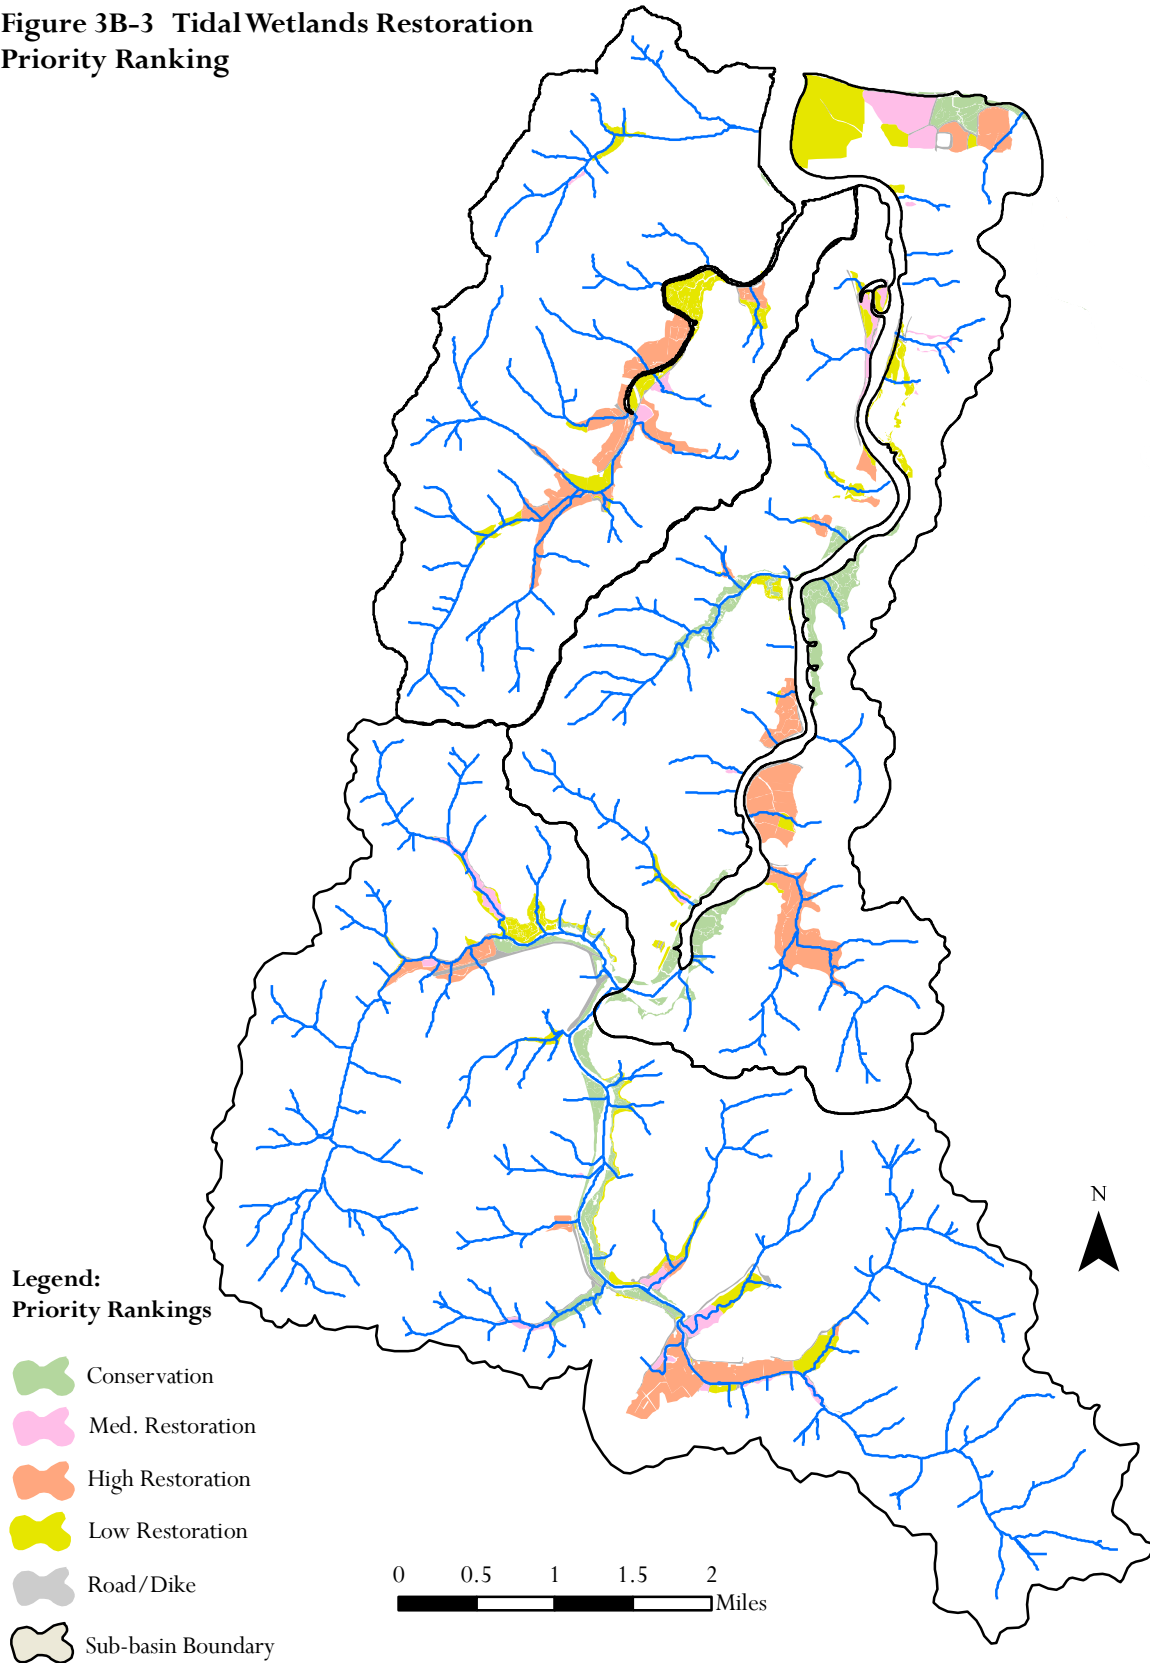 Figure 3B-3 Tidal Wetlands Restoration
Priority Ranking
N
Legend:
Priority Rankings
Conservation
Med. Restoration
High Restoration
Low Restoration
Road/Dike
Sub-basin Boundary
0 0.5 1 1.5 2
Miles